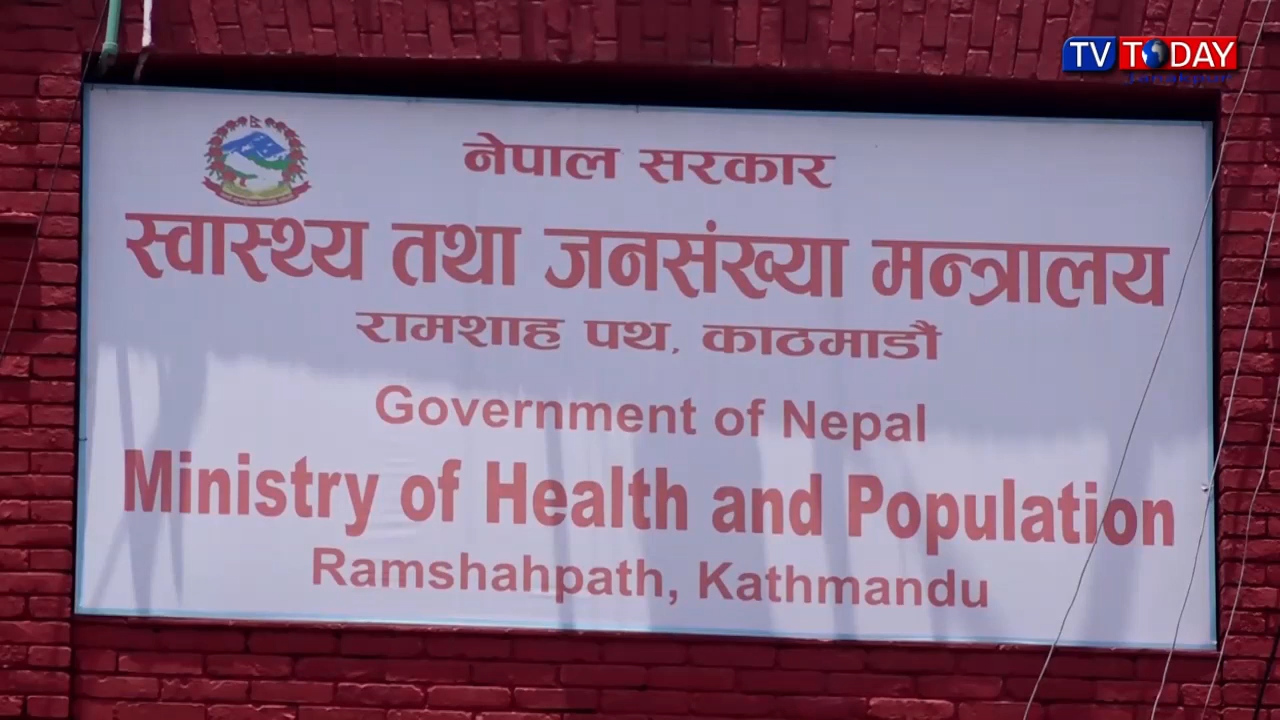 TV TODAY
नेपाल सरकार
स्वास्थ्य तथा जनसंख्या मन्त्रालय
रामशाह पथ, काठमाडौं
Government of Nepal
Ministry of Health and Population
Ramshahpath, Kathmandu